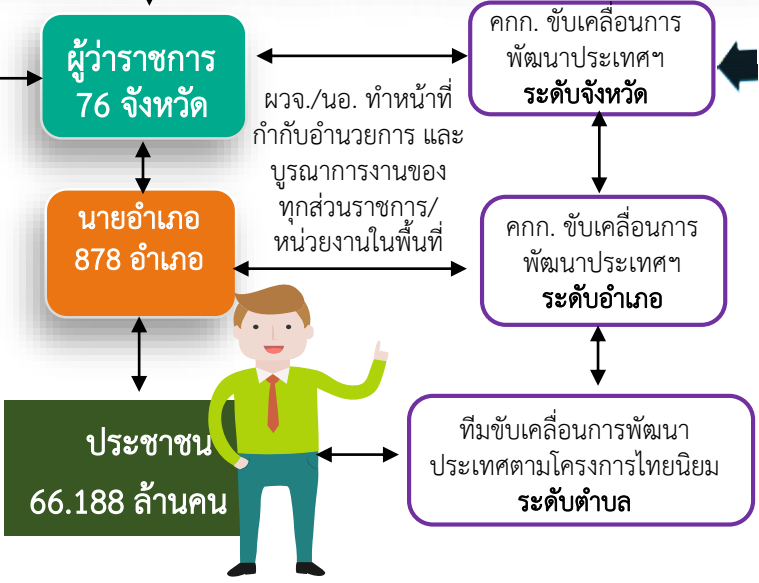 ผู้ว่าราชการ
76 จังหวัด
คกก. ขับเคลื่อนการ
พัฒนาประเทศฯ
ระดับจังหวัด
ผวจ./นอ. ทำหน้าที่
กำกับอำนวยการ และ
บูรณาการงานของ
ทุกส่วนราชการ/
หน่วยงานในพื้นที่
นายอำเภอ
878 อำเภอ
คกก. ขับเคลื่อนการ
พัฒนาประเทศฯ
ระดับอำเภอ
ประชาชน
66.188 ล้านคน
ทีมขับเคลื่อนการพัฒนา
ประเทศตามโครงการไทยนิยม
ระดับตำบล